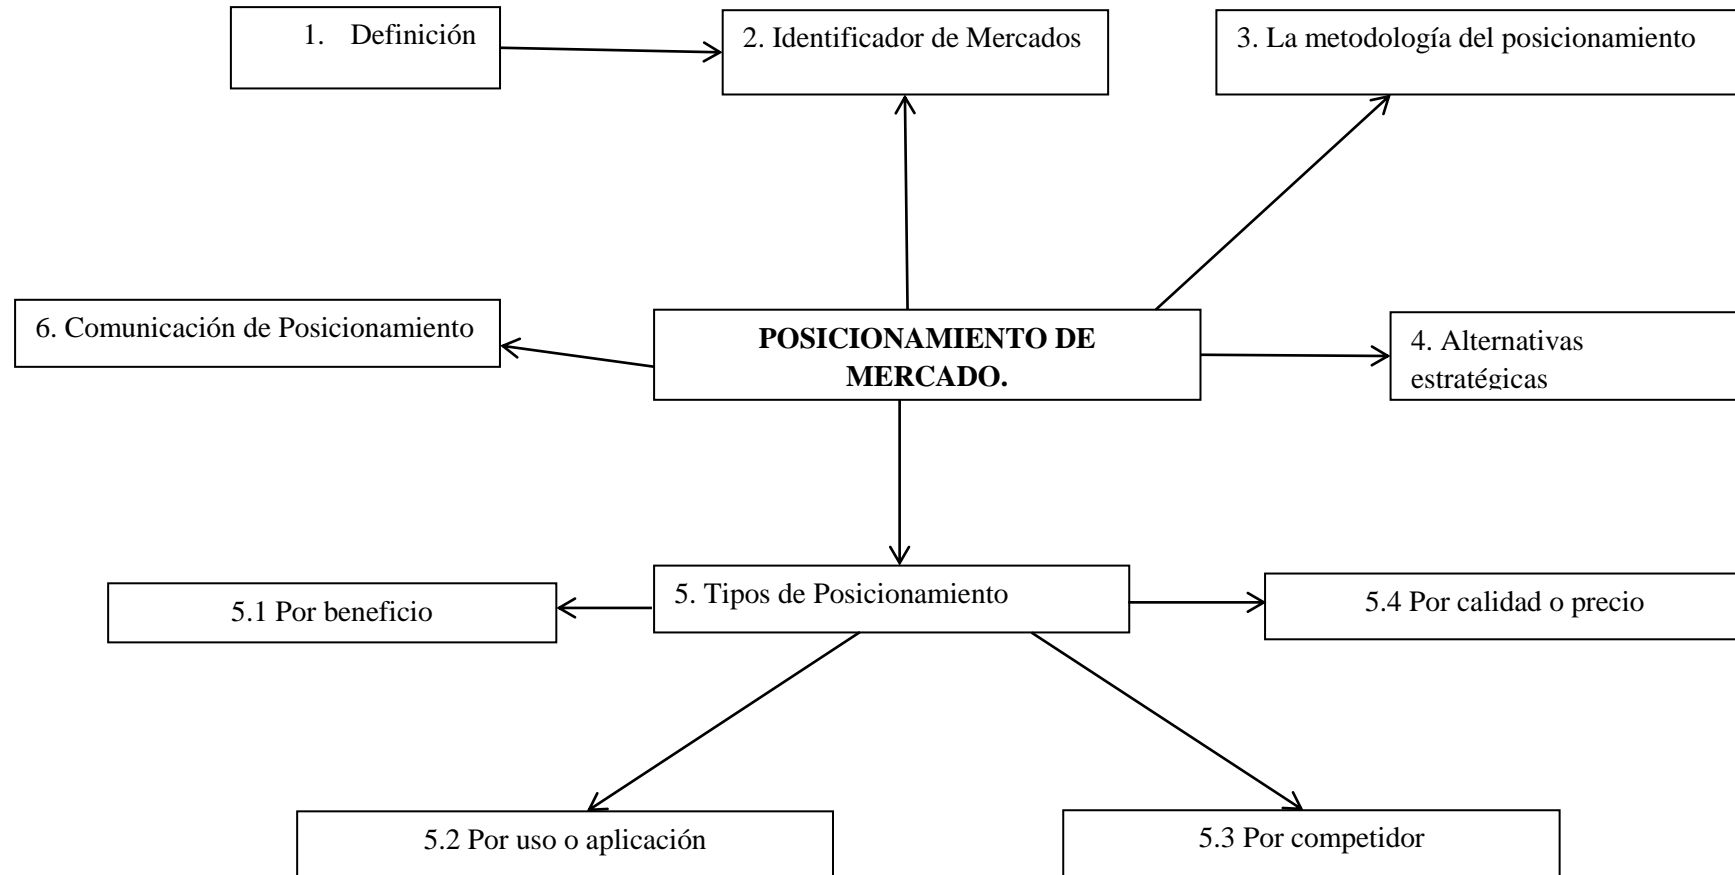 1. Definición
2. Identificador de Mercados
3. La metodología del posicionamiento
6. Comunicación de Posicionamiento
POSICIONAMIENTO DE
MERCADO.
4. Alternativas
estratégicas
5.1 Por beneficio
5. Tipos de Posicionamiento
5.4 Por calidad o precio
5.2 Por uso o aplicación
5.3 Por competidor